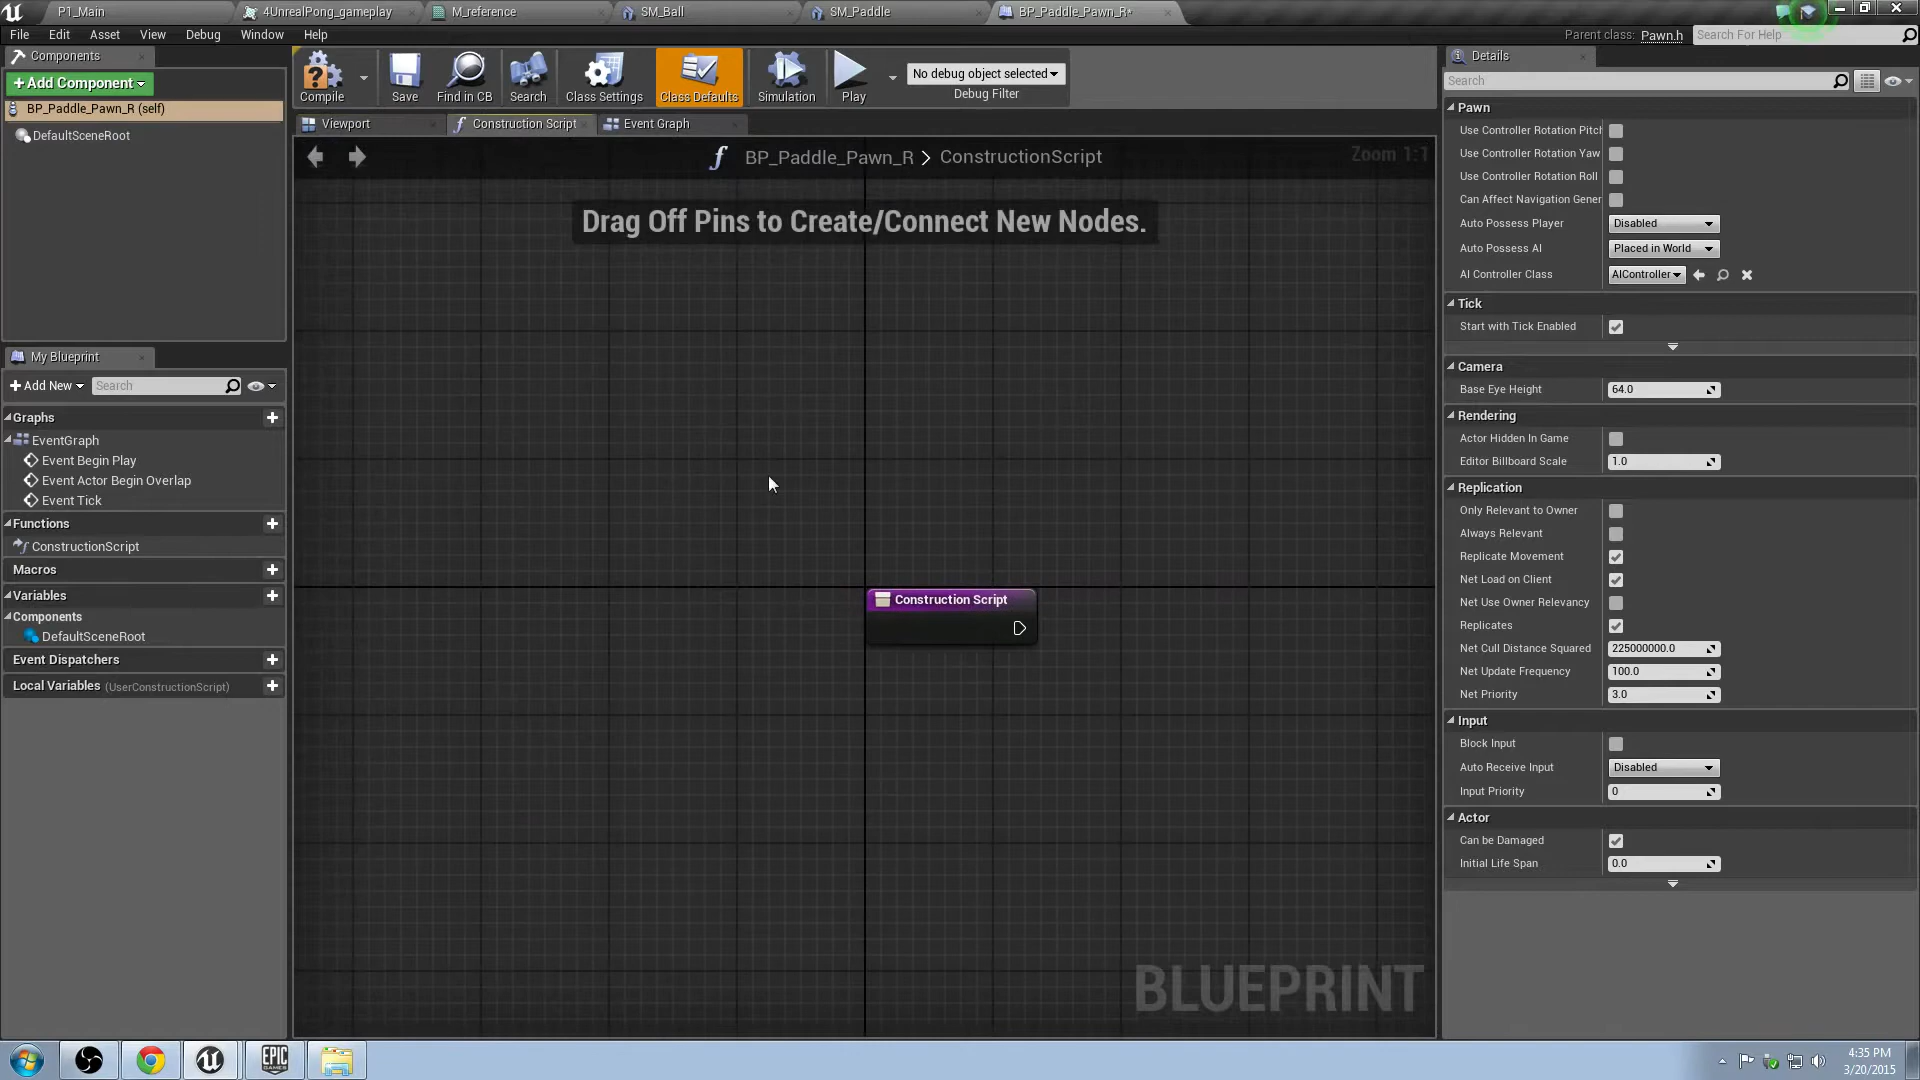 P1_Main
4UnrealPong_gameplay
M_reference
SM_Ball
SM_Paddle
BP_Paddle_Pawn_R*
File Edit Asset View Debug Window Help
Parent class: Pawn.h
Search For Help
Components
+Add Component
BP_Paddle_Pawn_R (self)
DefaultSceneRoot
Compile
Save
Find in CB
Search
Class Settings
Class Defaults
Simulation
Play
No debug object selected
Debug Filter
Viewport
Construction Script
Event Graph
BP_Paddle_Pawn_R > ConstructionScript
Zoom 1:1
Drag Off Pins to Create/Connect New Nodes.
Construction Script
BLUEPRINT
My Blueprint
+Add New
Search
Graphs
EventGraph
Event Begin Play
Event Actor Begin Overlap
Event Tick
Functions
ConstructionScript
Macros
Variables
Components
DefaultSceneRoot
Event Dispatchers
Local Variables (UserConstructionScript)
Details
Search
Pawn
Use Controller Rotation Pitch
Use Controller Rotation Yaw
Use Controller Rotation Roll
Can Affect Navigation Gener
Auto Possess Player Disabled
Auto Possess AI Placed in World
AI Controller Class AIController
Tick
Start with Tick Enabled
Camera
Base Eye Height 64.0
Rendering
Actor Hidden In Game
Editor Billboard Scale 1.0
Replication
Only Relevant to Owner
Always Relevant
Replicate Movement
Net Load on Client
Net Use Owner Relevancy
Replicates
Net Cull Distance Squared 225000000.0
Net Update Frequency 100.0
Net Priority 3.0
Input
Block Input
Auto Receive Input Disabled
Input Priority 0
Actor
Can be Damaged
Initial Life Span 0.0
EPIC
GAMES
4:35 PM
3/20/2015